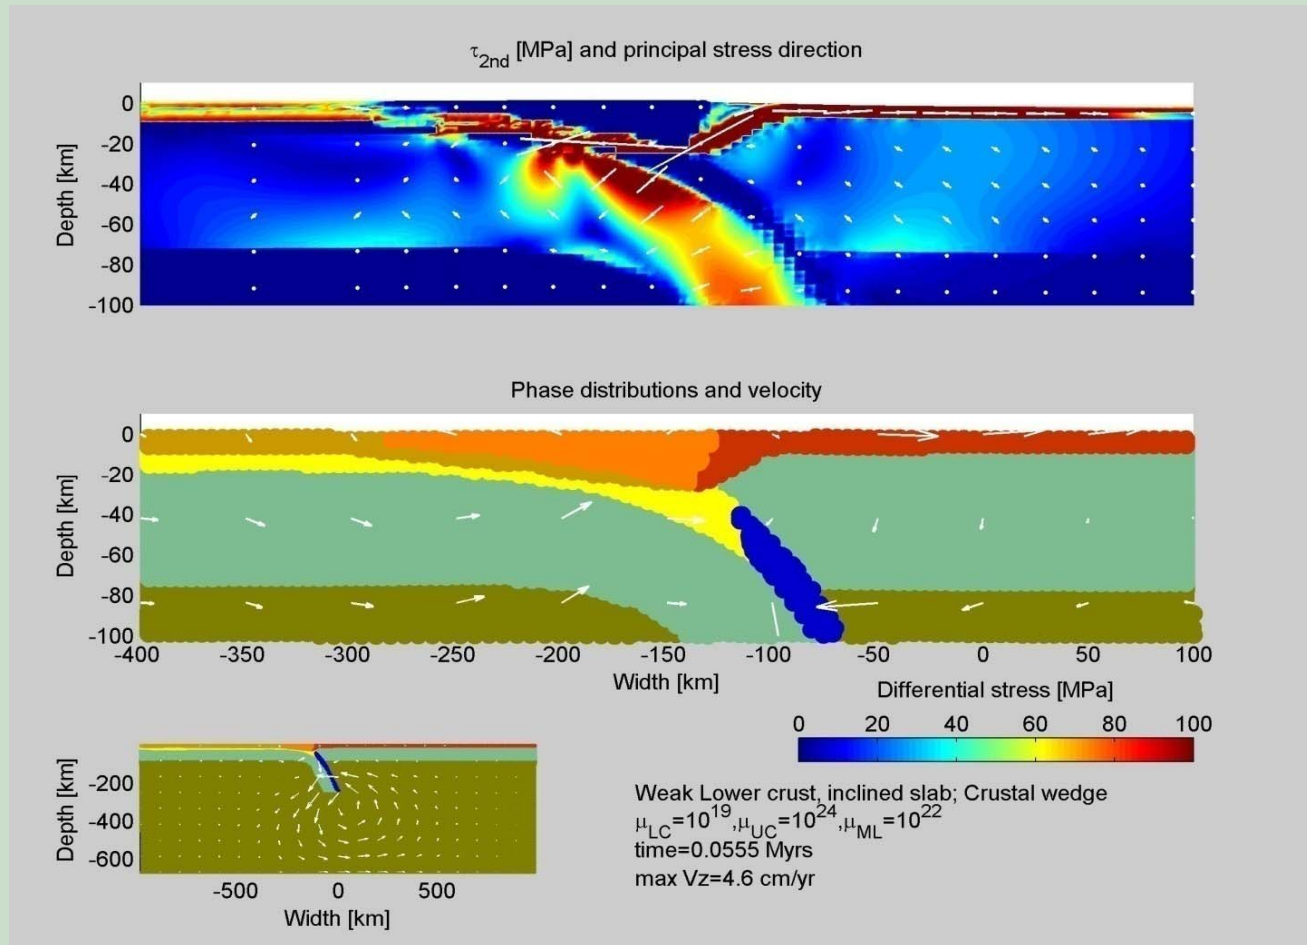 τ2nd [MPa] and principal stress direction
0
-20
-40
-60
-80
-100
Depth [km]
Phase distributions and velocity
0
-20
-40
-60
-80
-100
Depth [km]
-400 -350 -300 -250 -200 -150 -100 -50 0 50 100
Width [km]
Differential stress [MPa]
0 20 40 60 80 100
-200
-400
-600
Depth [km]
-500 0 500
Width [km]
Weak Lower crust, inclined slab; Crustal wedge
μLC=10^19,μUC=10^24,μML=10^22
time=0.0555 Myrs
max Vz=4.6 cm/yr